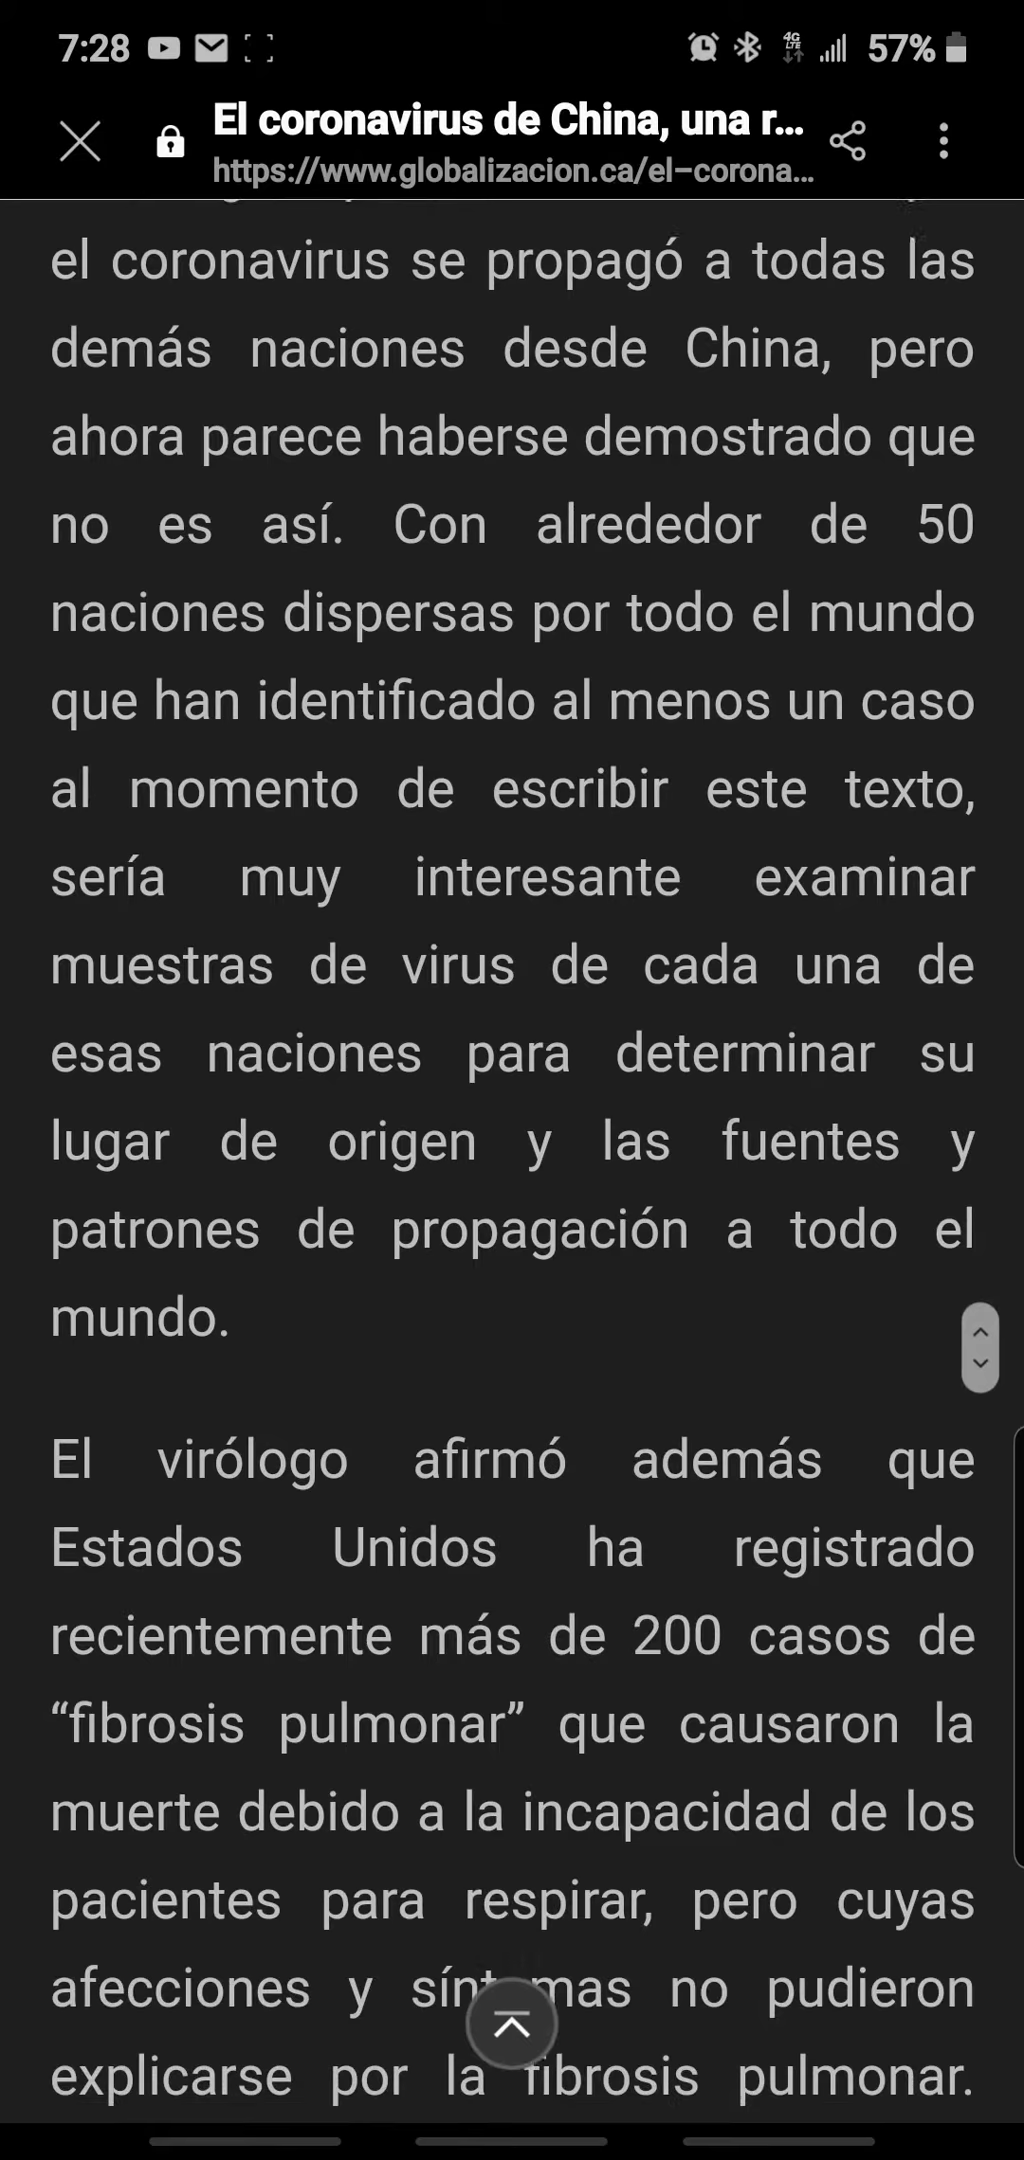 7:28
4G LTE 57%
El coronavirus de China, una r...
https://www.globalizacion.ca/el-corona...
el coronavirus se propagó a todas las
demás naciones desde China, pero
ahora parece haberse demostrado que
no es así. Con alrededor de 50
naciones dispersas por todo el mundo
que han identificado al menos un caso
al momento de escribir este texto,
sería muy interesante examinar
muestras de virus de cada una de
esas naciones para determinar su
lugar de origen y las fuentes y
patrones de propagación a todo el
mundo.
El virólogo afirmó además que
Estados Unidos ha registrado
recientemente más de 200 casos de
“fibrosis pulmonar” que causaron la
muerte debido a la incapacidad de los
pacientes para respirar, pero cuyas
afecciones y síntomas no pudieron
explicarse por la fibrosis pulmonar.